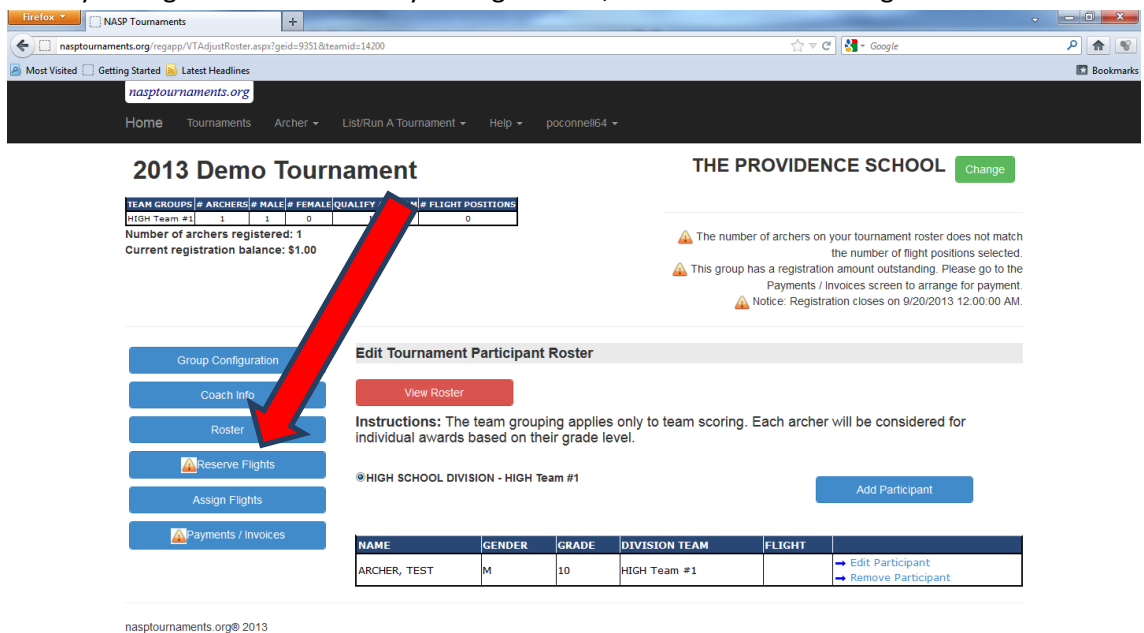 Firefox
NASP Tournaments
+
nasptournaments.org/regapp/VTAdjustRoster.aspx?geid=9351&teamid=14200
Google
Most Visited Getting Started Latest Headlines
Bookmarks
nasptournaments.org
Home Tournaments Archer List/Run A Tournament Help poconnell64
2013 Demo Tournament
THE PROVIDENCE SCHOOL Change
TEAM GROUPS # ARCHERS # MALE # FEMALE QUALIFY # FLIGHT POSITIONS
HIGH Team #1 1 1 0 0
Number of archers registered: 1
Current registration balance: $1.00
The number of archers on your tournament roster does not match
the number of flight positions selected.
This group has a registration amount outstanding. Please go to the
Payments / Invoices screen to arrange for payment.
Notice: Registration closes on 9/20/2013 12:00:00 AM.
Group Configuration
Coach Info
Roster
Reserve Flights
Assign Flights
Payments / Invoices
Edit Tournament Participant Roster
View Roster
Instructions: The team grouping applies only to team scoring. Each archer will be considered for
individual awards based on their grade level.
HIGH SCHOOL DIVISION - HIGH Team #1
Add Participant
NAME GENDER GRADE DIVISION TEAM FLIGHT
ARCHER, TEST M 10 HIGH Team #1
Edit Participant
Remove Participant
nasptournaments.org® 2013